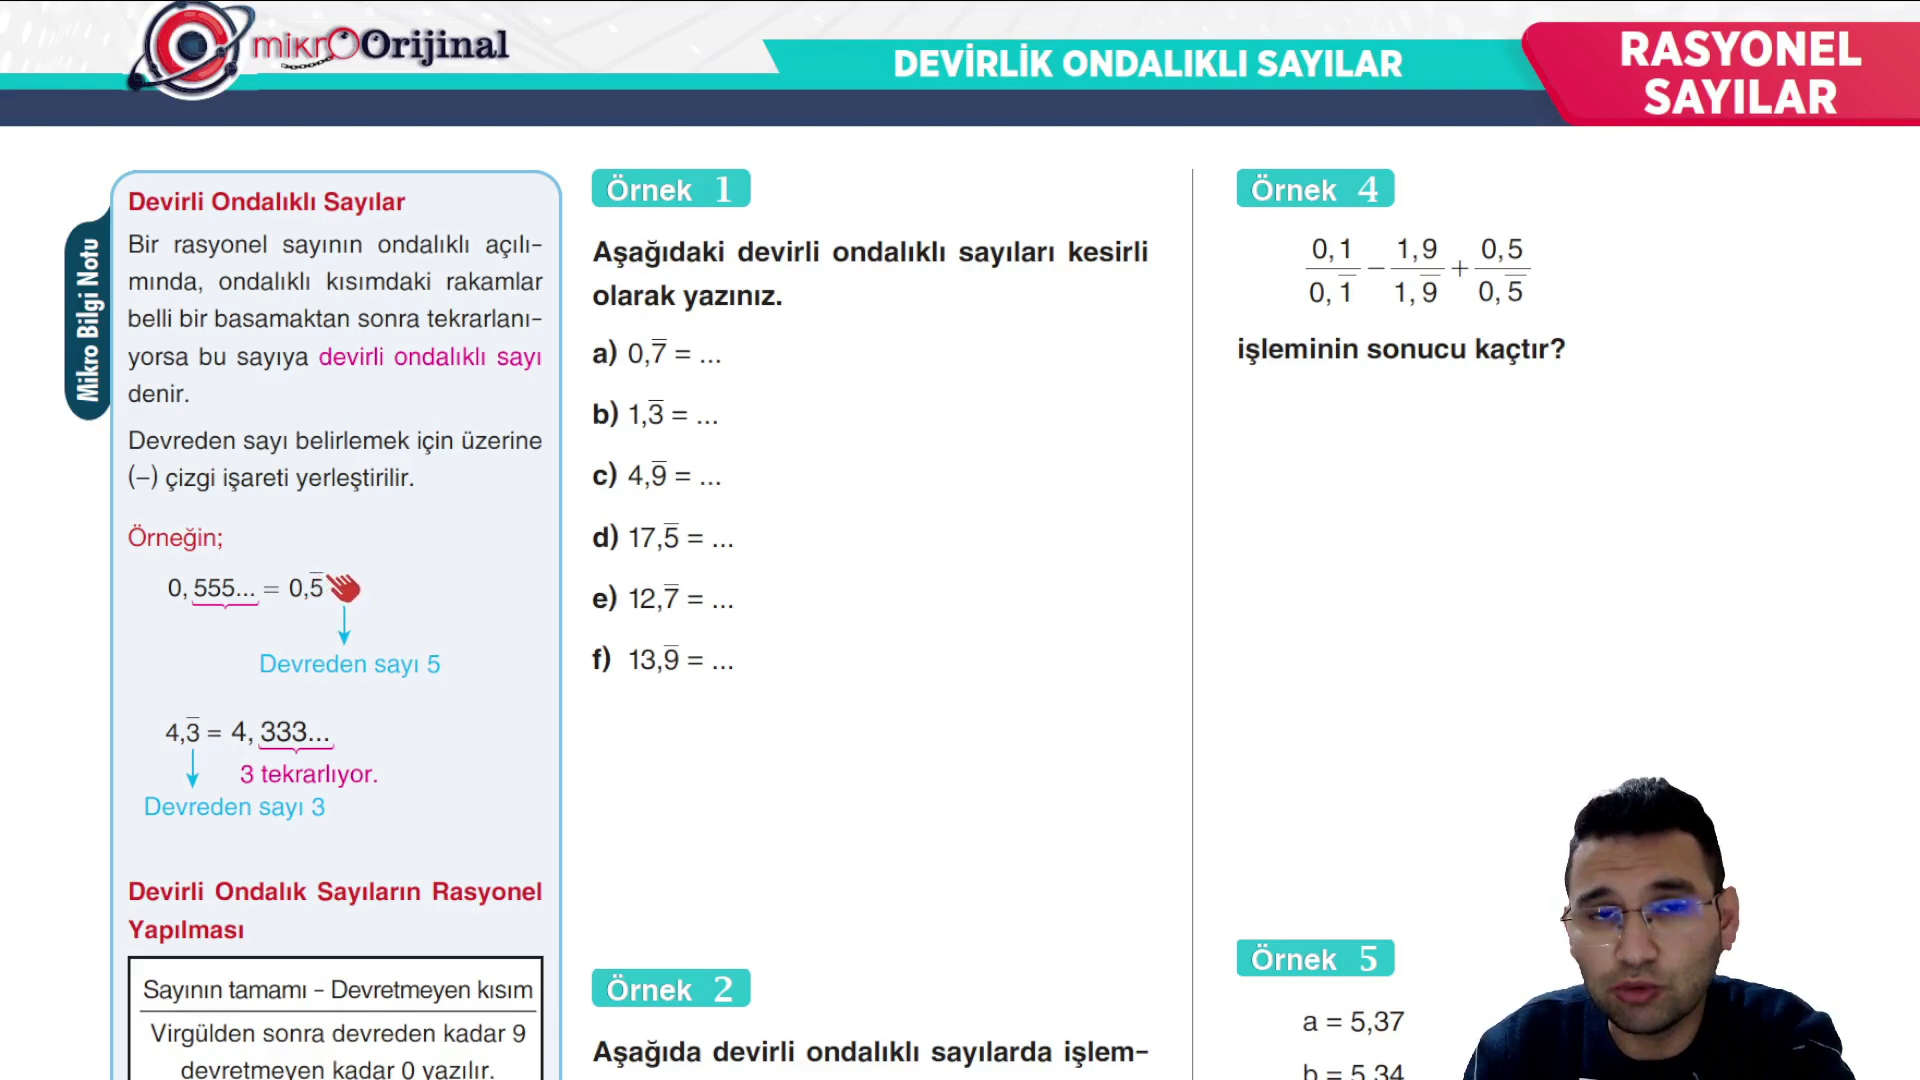 mikroOrijinal
DEVİRLİK ONDALIKLI SAYILAR
RASYONEL
SAYILAR
Mikro Bilgi Notu
Devirli Ondalıklı Sayılar
Bir rasyonel sayının ondalıklı açılı-
mında, ondalıklı kısımdaki rakamlar
belli bir basamaktan sonra tekrarlanı-
yorsa bu sayıya devirli ondalıklı sayı
denir.
Devreden sayı belirlemek için üzerine
(–) çizgi işareti yerleştirilir.
Örneğin;
0, 555... = 0,5̅
Devreden sayı 5
4,3̅ = 4, 333...
3 tekrarlıyor.
Devreden sayı 3
Devirli Ondalık Sayıların Rasyonel
Yapılması
Sayının tamamı – Devretmeyen kısım
Virgülden sonra devreden kadar 9
devretmeyen kadar 0 yazılır.
Örnek 1
Aşağıdaki devirli ondalıklı sayıları kesirli
olarak yazınız.
a) 0,7̅ = ...
b) 1,3̅ = ...
c) 4,9̅ = ...
d) 17,5̅ = ...
e) 12,7̅ = ...
f) 13,9̅ = ...
Örnek 2
Aşağıda devirli ondalıklı sayılarda işlem-
Örnek 4
0,1 – 1,9 + 0,5
0,1̅ 1,9̅ 0,5̅
işleminin sonucu kaçtır?
Örnek 5
a = 5,37
b = 5,34